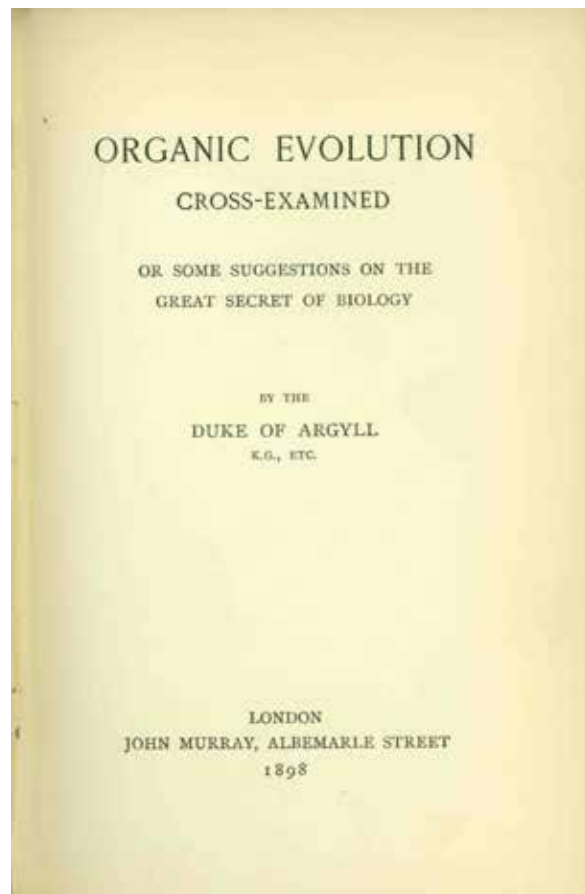 ORGANIC EVOLUTION
CROSS-EXAMINED
OR SOME SUGGESTIONS ON THE
GREAT SECRET OF BIOLOGY
BY THE
DUKE OF ARGYLL
K.G., ETC.
LONDON
JOHN MURRAY, ALBEMARLE STREET
1898